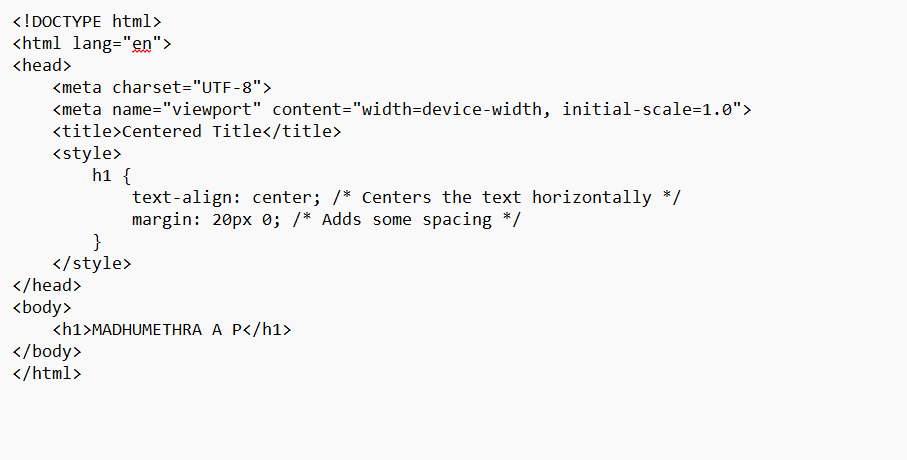 <!DOCTYPE html>
<html lang="en">
<head>
    <meta charset="UTF-8">
    <meta name="viewport" content="width=device-width, initial-scale=1.0">
    <title>Centered Title</title>
    <style>
        h1 {
            text-align: center; /* Centers the text horizontally */
            margin: 20px 0; /* Adds some spacing */
        }
    </style>
</head>
<body>
    <h1>MADHUMETHRA A P</h1>
</body>
</html>